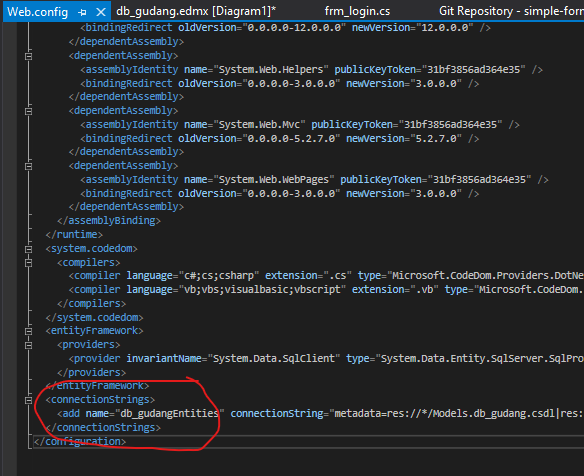 Web.config db_gudang.edmx [Diagram1]* frm_login.cs Git Repository - simple-for
<bindingRedirect oldVersion="0.0.0.0-12.0.0.0" newVersion="12.0.0.0" />
</dependentAssembly>
<dependentAssembly>
<assemblyIdentity name="System.Web.Helpers" publicKeyToken="31bf3856ad364e35" />
<bindingRedirect oldVersion="0.0.0.0-3.0.0.0" newVersion="3.0.0.0" />
</dependentAssembly>
<dependentAssembly>
<assemblyIdentity name="System.Web.Mvc" publicKeyToken="31bf3856ad364e35" />
<bindingRedirect oldVersion="0.0.0.0-5.2.7.0" newVersion="5.2.7.0" />
</dependentAssembly>
<dependentAssembly>
<assemblyIdentity name="System.Web.WebPages" publicKeyToken="31bf3856ad364e35" />
<bindingRedirect oldVersion="0.0.0.0-3.0.0.0" newVersion="3.0.0.0" />
</dependentAssembly>
</assemblyBinding>
</runtime>
<system.codedom>
<compilers>
<compiler language="c#;cs;csharp" extension=".cs" type="Microsoft.CodeDom.Providers.DotNe
<compiler language="vb;vbs;visualbasic;vbscript" extension=".vb" type="Microsoft.CodeDom.
</compilers>
</system.codedom>
<entityFramework>
<providers>
<provider invariantName="System.Data.SqlClient" type="System.Data.Entity.SqlServer.SqlPro
</providers>
</entityFramework>
<connectionStrings>
<add name="db_gudangEntities" connectionString="metadata=res://*/Models.db_gudang.csdl|res:
</connectionStrings>
</configuration>